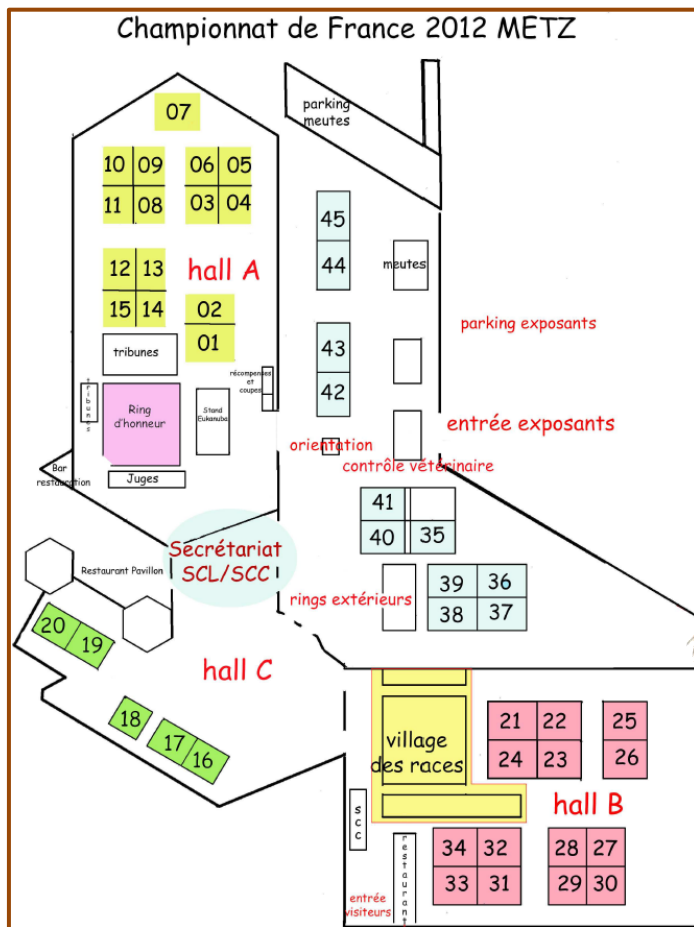 Championnat de France 2012 METZ
parking
meutes
07
10 09
11 08
06 05
03 04
45
44
meutes
12 13
15 14
hall A
02
01
parking exposants
tribunes
43
42
récompenses
et
coupes
tribunes
Ring
d'honneur
Stand
Eukanuba
entrée exposants
orientation
contrôle vétérinaire
Bar
restauration
Juges
41
40 35
Secrétariat
SCL/SCC
Restaurant Pavillon
rings extérieurs
39 36
38 37
20 19
hall C
18
17 16
village
des races
21 22
24 23
25
26
hall B
scc
restaurant
34 32
33 31
28 27
29 30
entrée
visiteurs